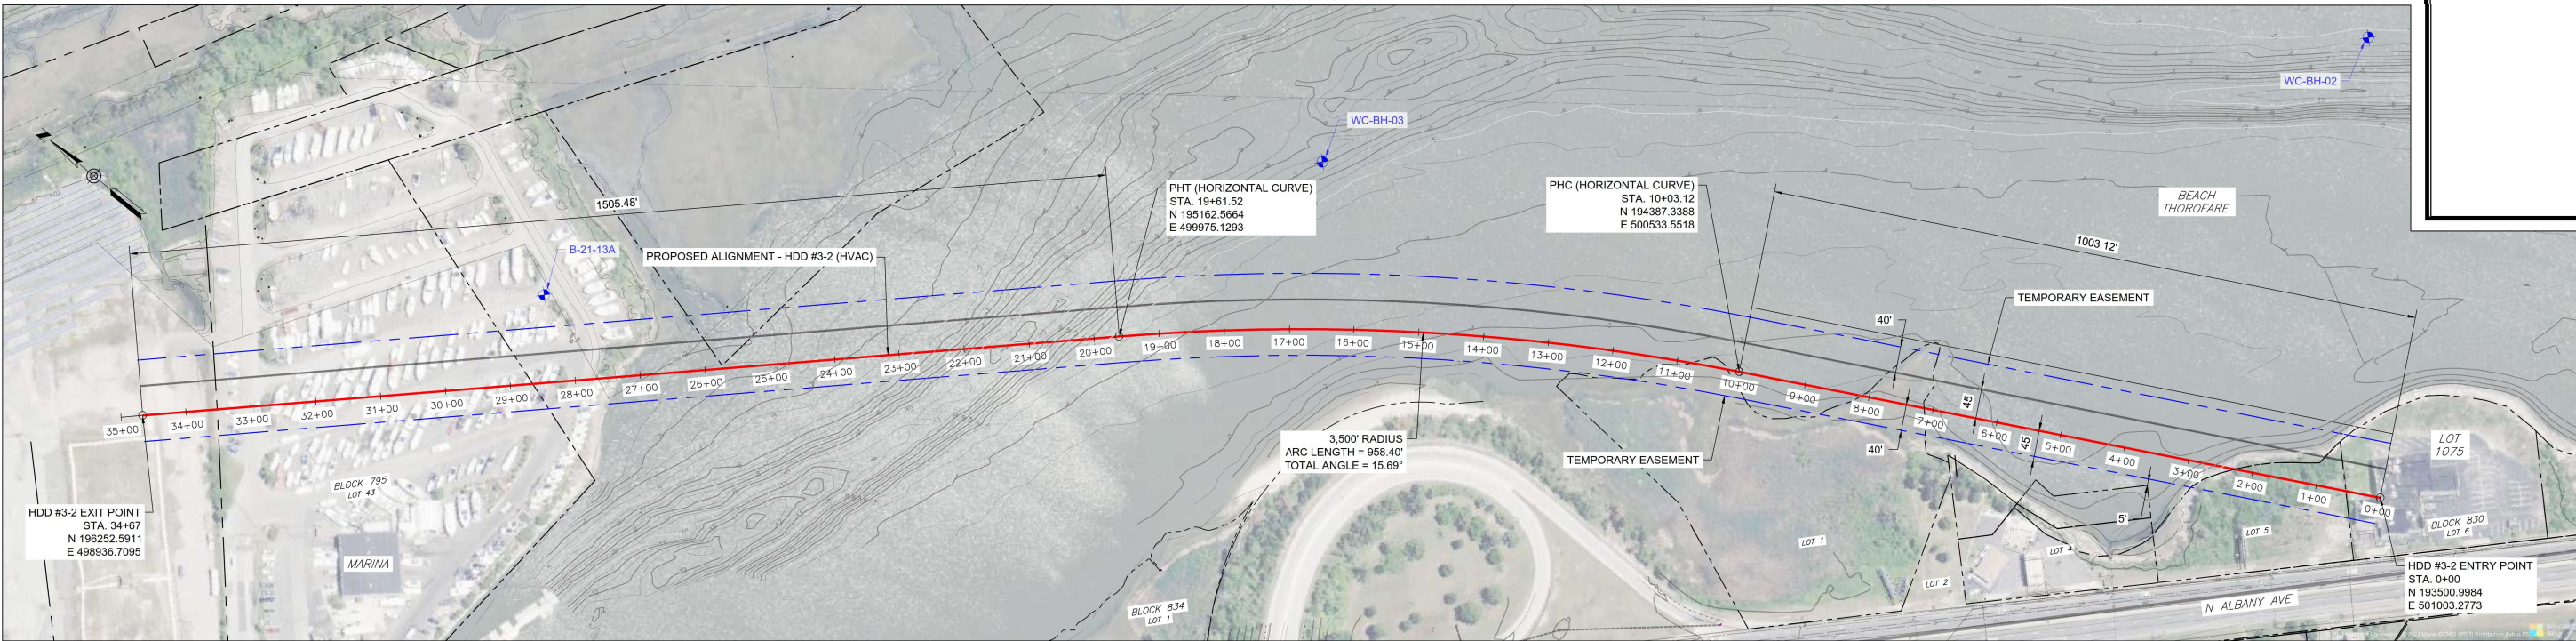 WC-BH-02
WC-BH-03
B-21-13A
1505.48'
PROPOSED ALIGNMENT - HDD #3-2 (HVAC)
PHT (HORIZONTAL CURVE)
STA. 19+61.52
N 195162.5664
E 499975.1293
PHC (HORIZONTAL CURVE)
STA. 10+03.12
N 194387.3388
E 500533.5518
BEACH
THOROFARE
1003.12'
TEMPORARY EASEMENT
40'
45
45
40'
5'
35+00
34+00
33+00
32+00
31+00
30+00
29+00
28+00
27+00
26+00
25+00
24+00
23+00
22+00
21+00
20+00
19+00
18+00
17+00
16+00
15+00
14+00
13+00
12+00
11+00
10+00
9+00
8+00
7+00
6+00
5+00
4+00
3+00
2+00
1+00
0+00
3,500' RADIUS
ARC LENGTH = 958.40'
TOTAL ANGLE = 15.69°
TEMPORARY EASEMENT
HDD #3-2 EXIT POINT
STA. 34+67
N 196252.5911
E 498936.7095
BLOCK 795
LOT 43
MARINA
BLOCK 834
LOT 1
LOT 1
LOT 2
LOT 4
LOT 5
LOT
1075
BLOCK 830
LOT 6
N ALBANY AVE
HDD #3-2 ENTRY POINT
STA. 0+00
N 193500.9984
E 501003.2773